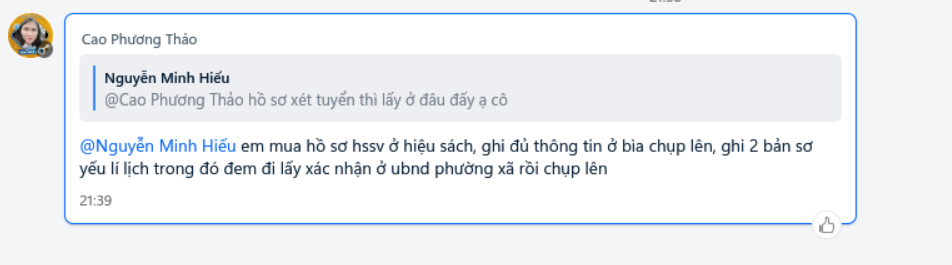 Cao Phương Thảo
Nguyễn Minh Hiếu
@Cao Phương Thảo hồ sơ xét tuyển thì lấy ở đâu đấy ạ cô
@Nguyễn Minh Hiếu em mua hồ sơ hssv ở hiệu sách, ghi đủ thông tin ở bìa chụp lên, ghi 2 bản sơ
yếu lí lịch trong đó đem đi lấy xác nhận ở ubnd phường xã rồi chụp lên
21:39